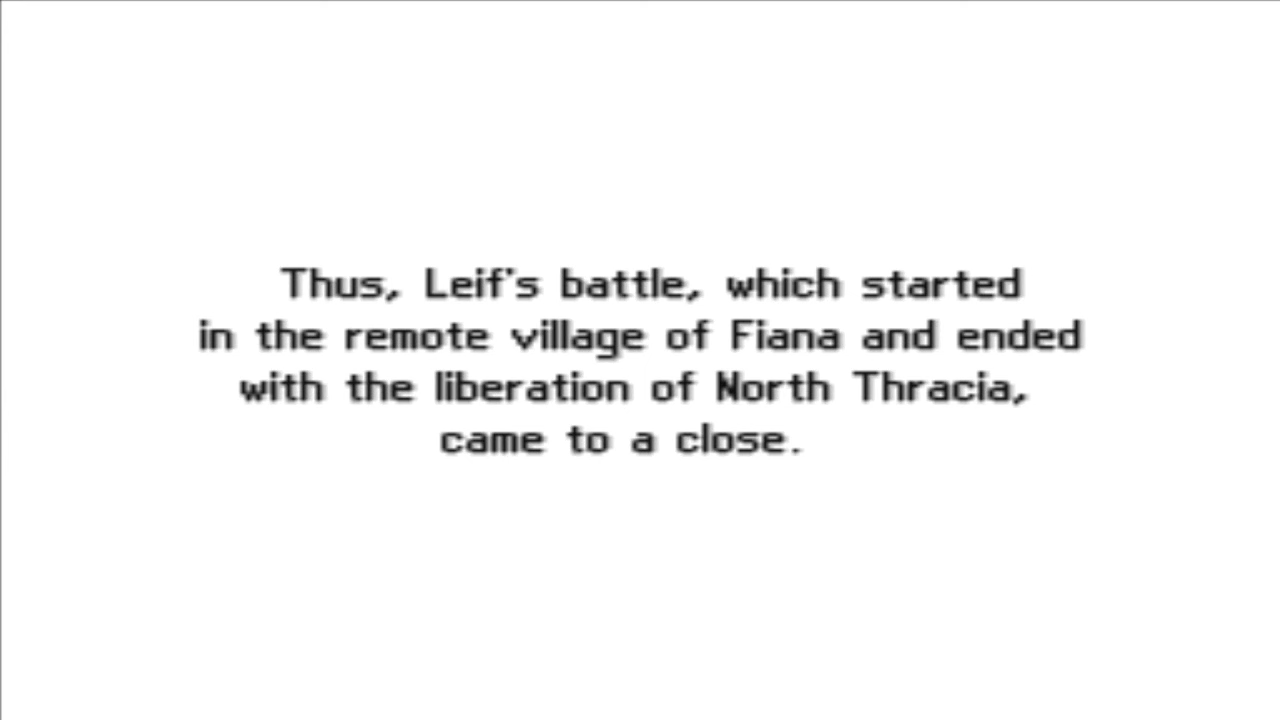 Thus, Leif's battle, which started
in the remote village of Fiana and ended
with the liberation of North Thracia,
came to a close.